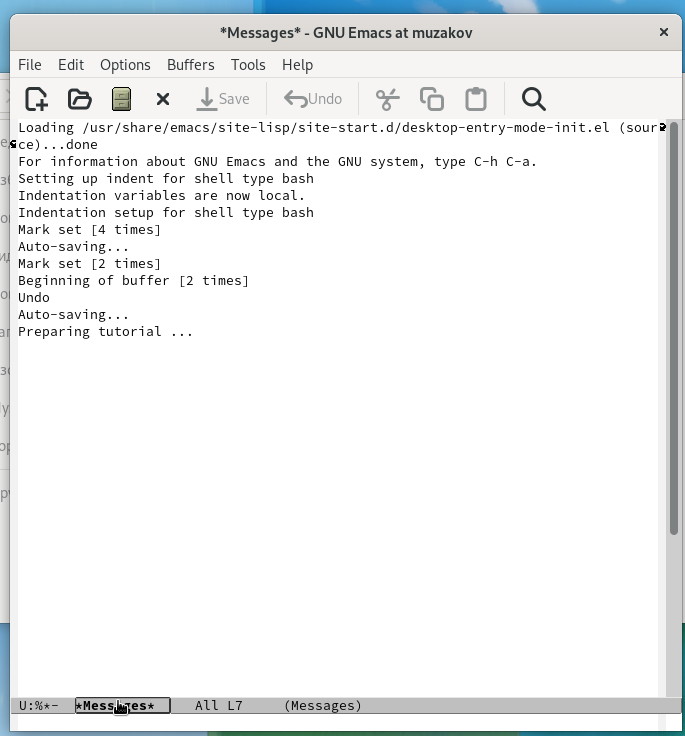 *Messages* - GNU Emacs at muzakov
File Edit Options Buffers Tools Help
Save Undo
Loading /usr/share/emacs/site-lisp/site-start.d/desktop-entry-mode-init.el (sour
ce)...done
For information about GNU Emacs and the GNU system, type C-h C-a.
Setting up indent for shell type bash
Indentation variables are now local.
Indentation setup for shell type bash
Mark set [4 times]
Auto-saving...
Mark set [2 times]
Beginning of buffer [2 times]
Undo
Auto-saving...
Preparing tutorial ...
U:%*- *Messages* All L7 (Messages)